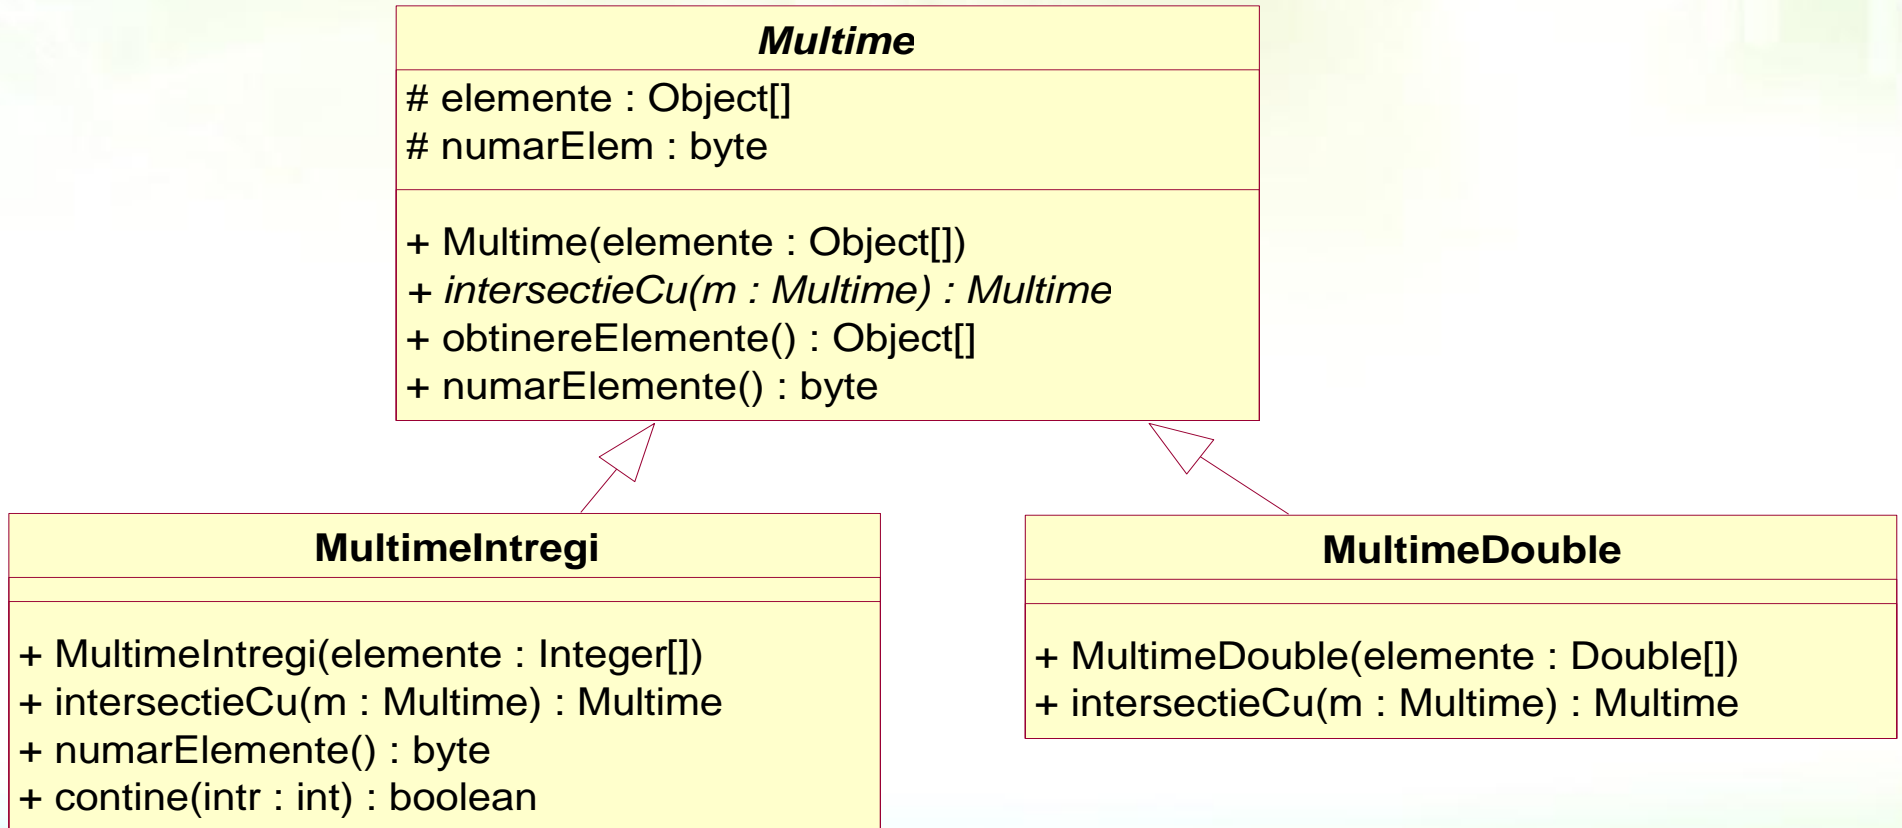 Multime
# elemente : Object[]
# numarElem : byte
+ Multime(elemente : Object[])
+ intersectieCu(m : Multime) : Multime
+ obtinereElemente() : Object[]
+ numarElemente() : byte
MultimeIntregi
+ MultimeIntregi(elemente : Integer[])
+ intersectieCu(m : Multime) : Multime
+ numarElemente() : byte
+ contine(intr : int) : boolean
MultimeDouble
+ MultimeDouble(elemente : Double[])
+ intersectieCu(m : Multime) : Multime